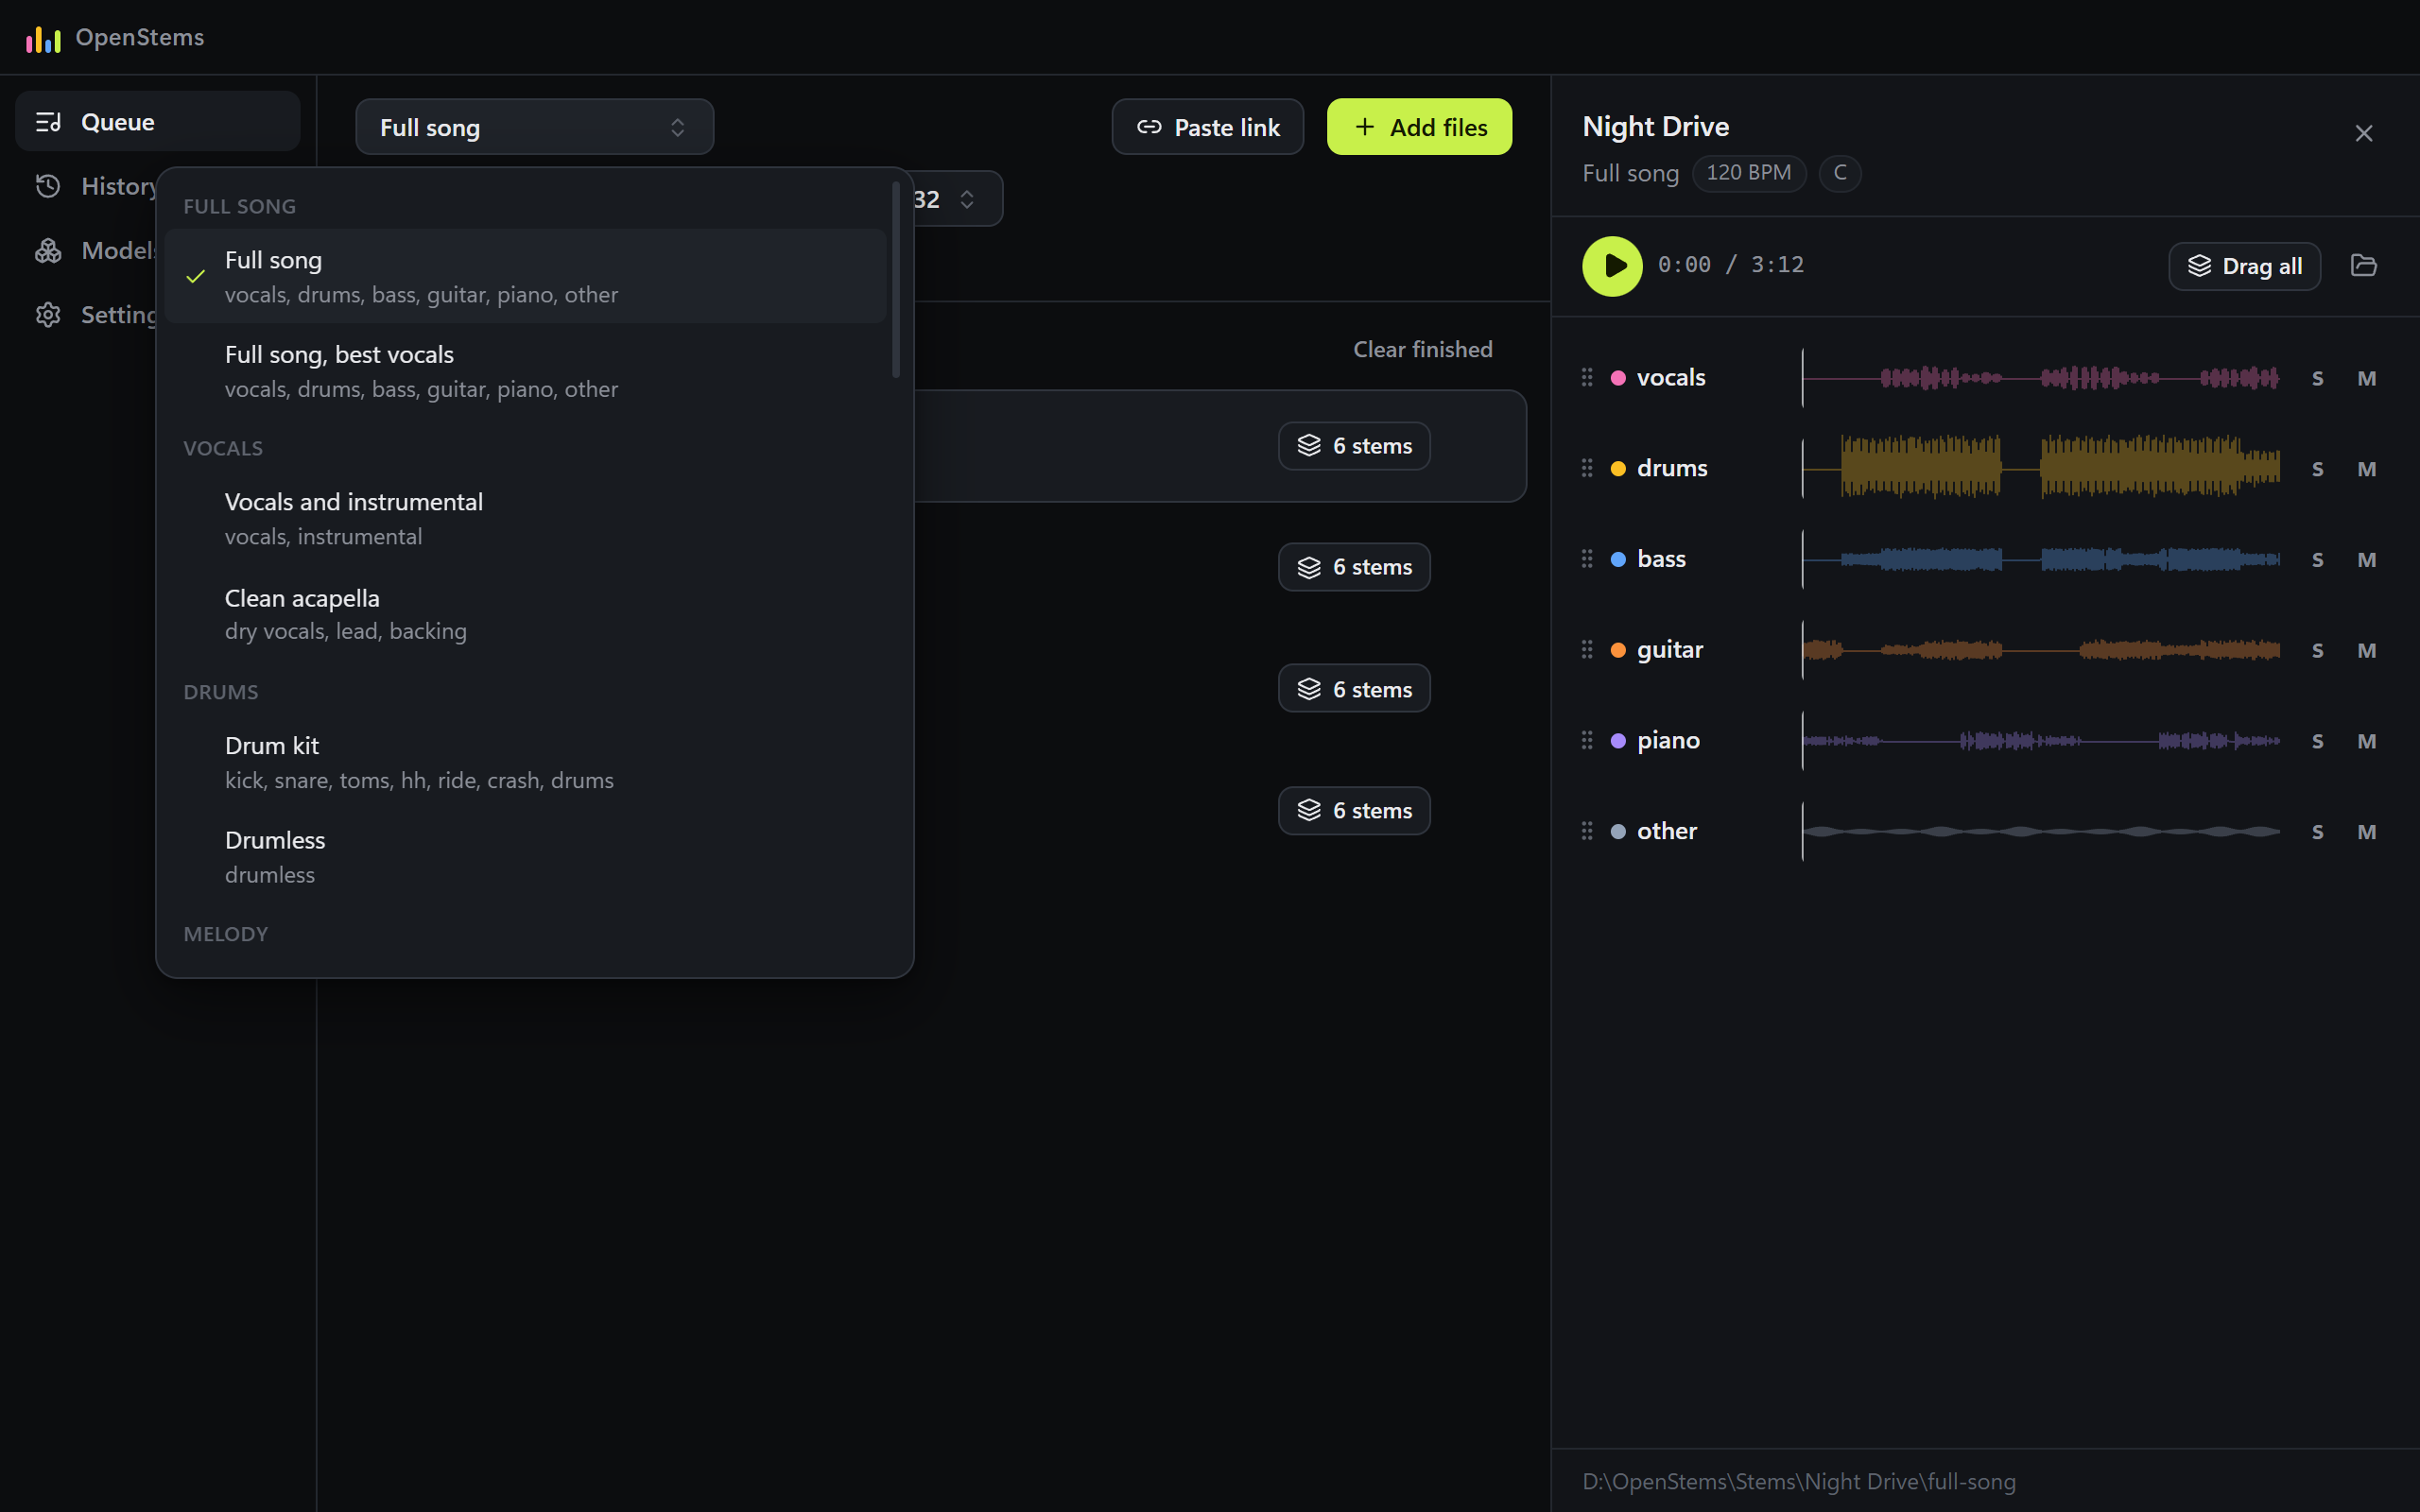 OpenStems
Queue
History
Models
Setting
Full song
Paste link
Add files
32
FULL SONG
Full song
vocals, drums, bass, guitar, piano, other
Full song, best vocals
vocals, drums, bass, guitar, piano, other
VOCALS
Vocals and instrumental
vocals, instrumental
Clean acapella
dry vocals, lead, backing
DRUMS
Drum kit
kick, snare, toms, hh, ride, crash, drums
Drumless
drumless
MELODY
Clear finished
6 stems
6 stems
6 stems
6 stems
Night Drive
Full song 120 BPM C
0:00 / 3:12 Drag all
vocals S M
drums S M
bass S M
guitar S M
piano S M
other S M
D:\OpenStems\Stems\Night Drive\full-song